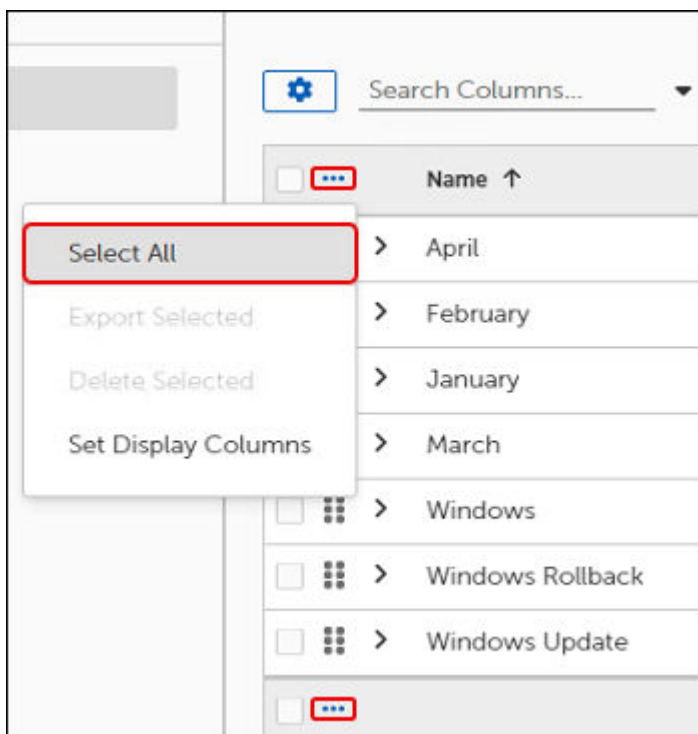 Search Columns...
Name ↑
Select All
April
Export Selected
February
Delete Selected
January
Set Display Columns
March
Windows
Windows Rollback
Windows Update